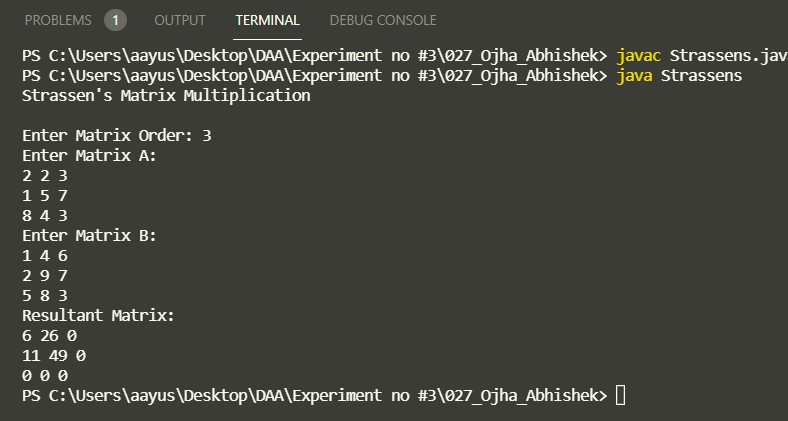 PROBLEMS 1 OUTPUT TERMINAL DEBUG CONSOLE
PS C:\Users\aayus\Desktop\DAA\Experiment no #3\027_Ojha_Abhishek> javac Strassens.jav
PS C:\Users\aayus\Desktop\DAA\Experiment no #3\027_Ojha_Abhishek> java Strassens
Strassen's Matrix Multiplication
Enter Matrix Order: 3
Enter Matrix A:
2 2 3
1 5 7
8 4 3
Enter Matrix B:
1 4 6
2 9 7
5 8 3
Resultant Matrix:
6 26 0
11 49 0
0 0 0
PS C:\Users\aayus\Desktop\DAA\Experiment no #3\027_Ojha_Abhishek>